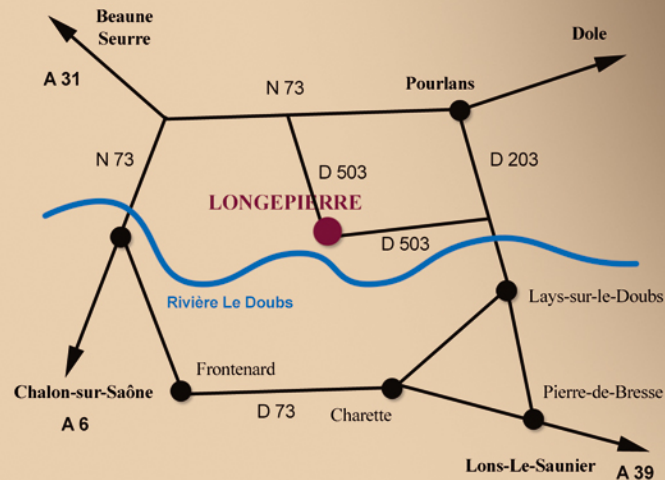 Beaune
Seurre
Dole
A 31
N 73
Pourlans
N 73
D 503
D 203
LONGEPIERRE
D 503
Rivière Le Doubs
Lays-sur-le-Doubs
Frontenard
Chalon-sur-Saône
Pierre-de-Bresse
D 73
Charette
A 6
Lons-Le-Saunier
A 39